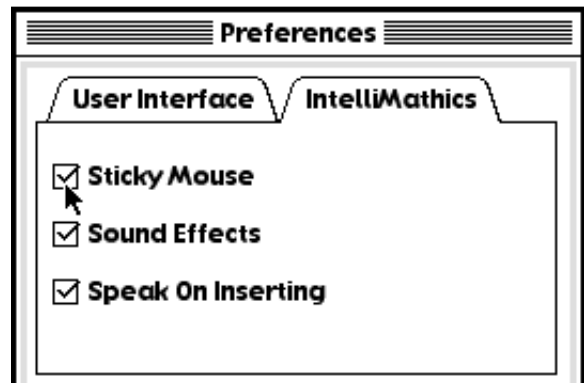 Preferences
User Interface IntelliMathics
Sticky Mouse
Sound Effects
Speak On Inserting